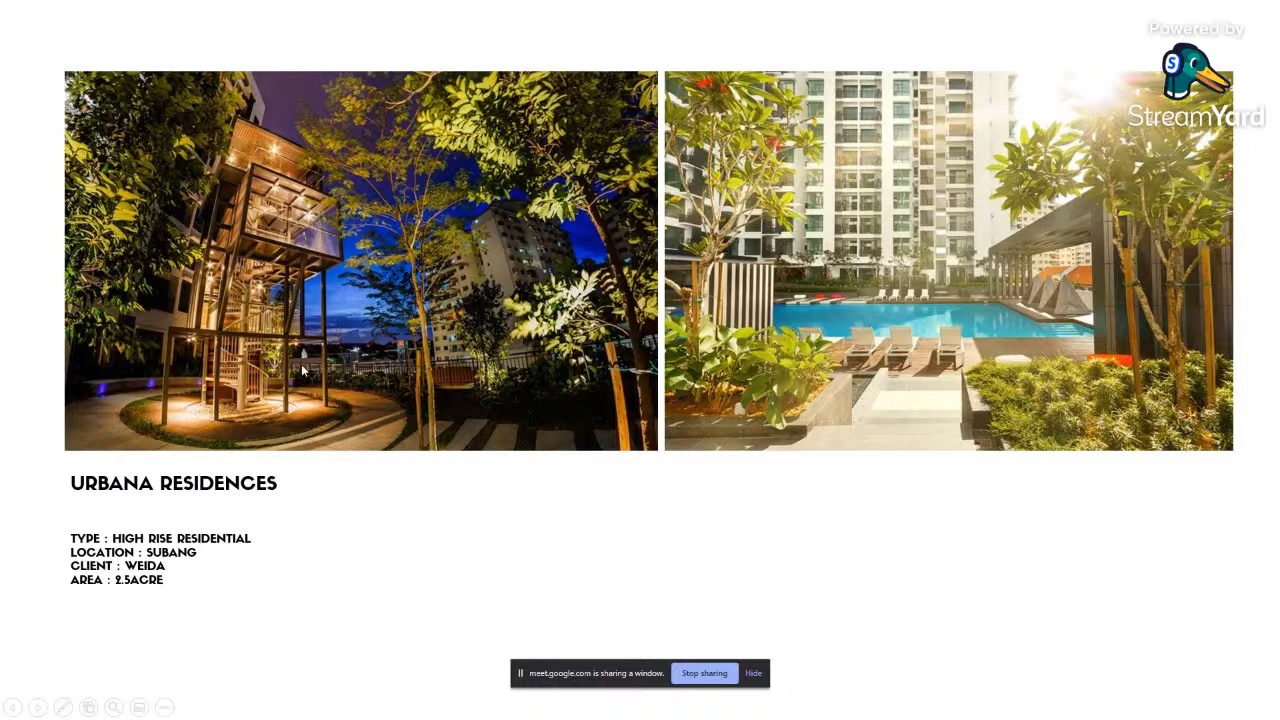 Powered by
S
StreamYard
URBANA RESIDENCES
TYPE : HIGH RISE RESIDENTIAL
LOCATION : SUBANG
CLIENT : WEIDA
AREA : 2.5ACRE
meet.google.com is sharing a window.
Stop sharing
Hide